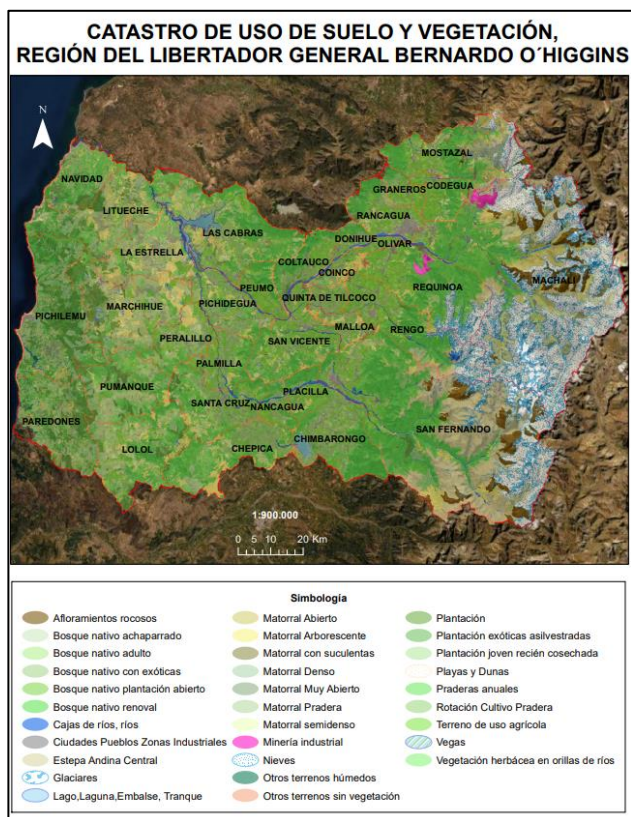 CATASTRO DE USO DE SUELO Y VEGETACIÓN,
REGIÓN DEL LIBERTADOR GENERAL BERNARDO O´HIGGINS
N
MOSTAZAL
NAVIDAD
GRANEROS
CODEGUA
LITUECHE
RANCAGUA
LAS CABRAS
DONIHUE
OLIVAR
LA ESTRELLA
COLTAUCO
COINCO
MACHALI
PEUMO
REQUINOA
PICHIDEGUA
QUINTA DE TILCOCO
MARCHIHUE
PICHILEMU
MALLOA
RENGO
PERALILLO
SAN VICENTE
PALMILLA
PUMANQUE
PLACILLA
SANTA CRUZ
NANCAGUA
PAREDONES
SAN FERNANDO
CHIMBARONGO
LOLOL
CHEPICA
1:900.000
0 5 10 20 Km
Simbología
Afloramientos rocosos
Bosque nativo achaparrado
Bosque nativo adulto
Bosque nativo con exóticas
Bosque nativo plantación abierto
Bosque nativo renoval
Cajas de ríos, ríos
Ciudades Pueblos Zonas Industriales
Estepa Andina Central
Glaciares
Lago,Laguna,Embalse, Tranque
Matorral Abierto
Matorral Arborescente
Matorral con suculentas
Matorral Denso
Matorral Muy Abierto
Matorral Pradera
Matorral semidenso
Minería industrial
Nieves
Otros terrenos húmedos
Otros terrenos sin vegetación
Plantación
Plantación exóticas asilvestradas
Plantación joven recién cosechada
Playas y Dunas
Praderas anuales
Rotación Cultivo Pradera
Terreno de uso agrícola
Vegas
Vegetación herbácea en orillas de ríos